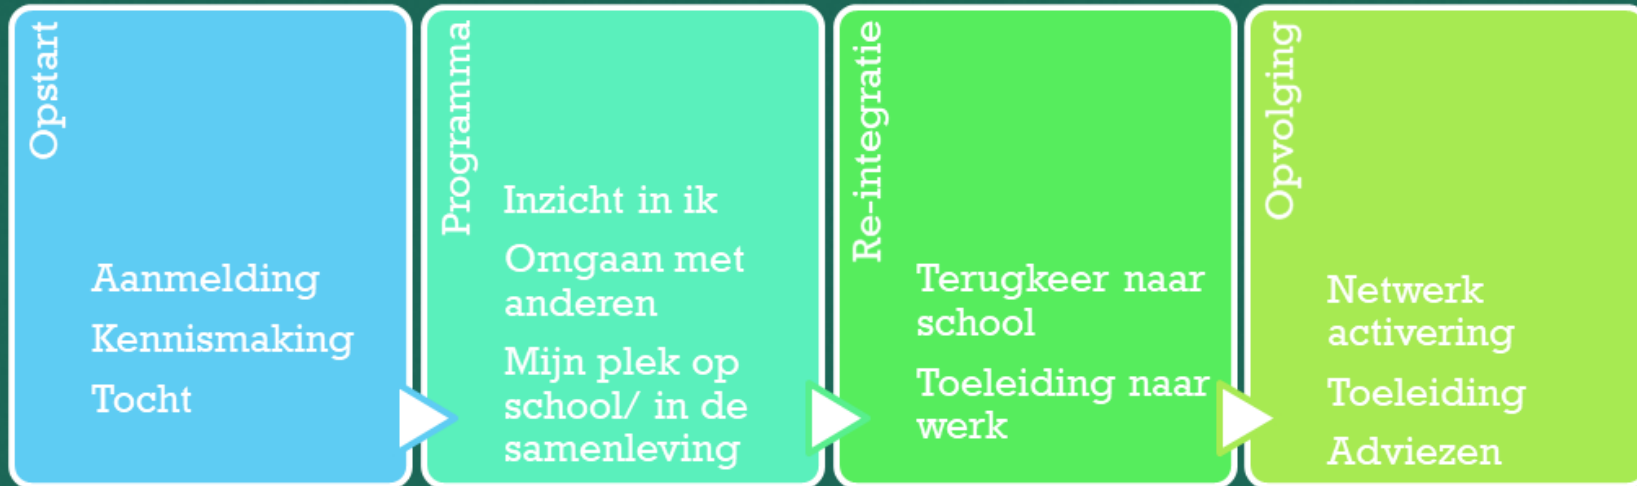 Opstart
Aanmelding
Kennismaking
Tocht
Programma
Inzicht in ik
Omgaan met
anderen
Mijn plek op
school/ in de
samenleving
Re-integratie
Terugkeer naar
school
Toeleiding naar
werk
Opvolging
Netwerk
activering
Toeleiding
Adviezen